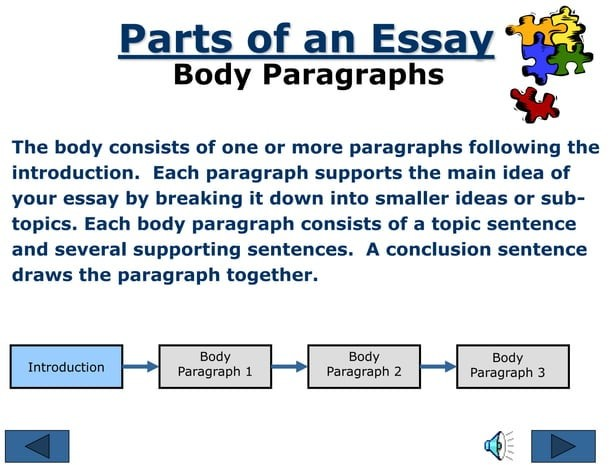 Parts of an Essay
Body Paragraphs
The body consists of one or more paragraphs following the
introduction.  Each paragraph supports the main idea of
your essay by breaking it down into smaller ideas or sub-
topics. Each body paragraph consists of a topic sentence
and several supporting sentences.  A conclusion sentence
draws the paragraph together.
Introduction
Body
Paragraph 1
Body
Paragraph 2
Body
Paragraph 3